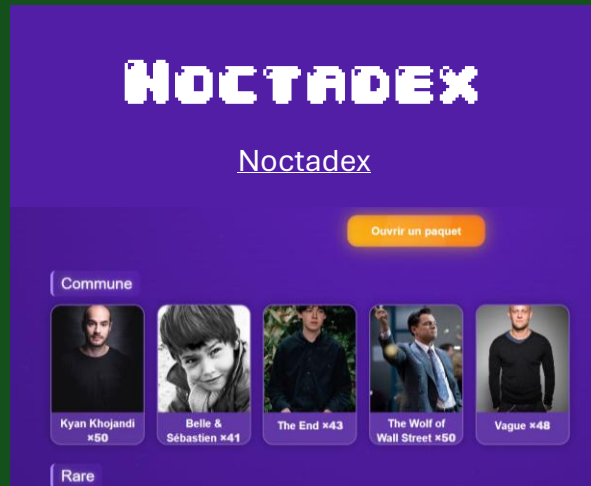 NOCTADEX
Noctadex
Ouvrir un paquet
Commune
Kyan Khojandi
×50
Belle &
Sébastien ×41
The End ×43
The Wolf of
Wall Street ×50
Vague ×48
Rare